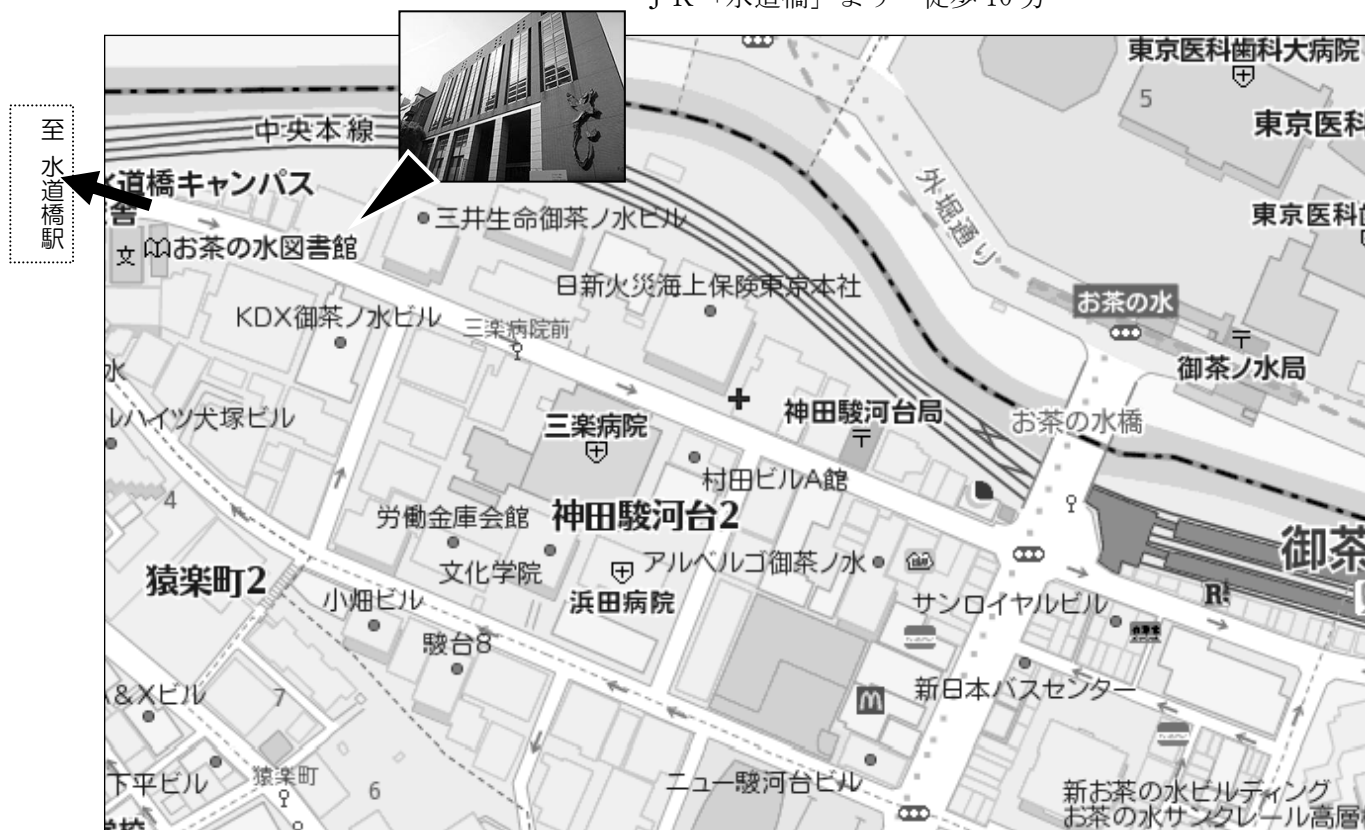 JR「水道橋」より 徒歩 10 分
東京医科歯科大病院
5
東京医科
中央本線
至 水道橋駅
道橋キャンパス
舎
外堀通り
東京医科
三井生命御茶ノ水ビル
文
お茶の水図書館
日新火災海上保険東京本社
お茶の水
KDX御茶ノ水ビル
三楽病院前
御茶ノ水局
水
ルハイツ犬塚ビル
三楽病院
神田駿河台局
お茶の水橋
村田ビルA館
4
労働金庫会館
神田駿河台2
御茶
文化学院
アルベルゴ御茶ノ水
猿楽町2
小畑ビル
浜田病院
サンロイヤルビル
R
駿台8
新日本バスセンター
&Xビル
7
下平ビル
猿楽町
6
ニュー駿河台ビル
新お茶の水ビルディング
お茶の水サンクレール高層
学校